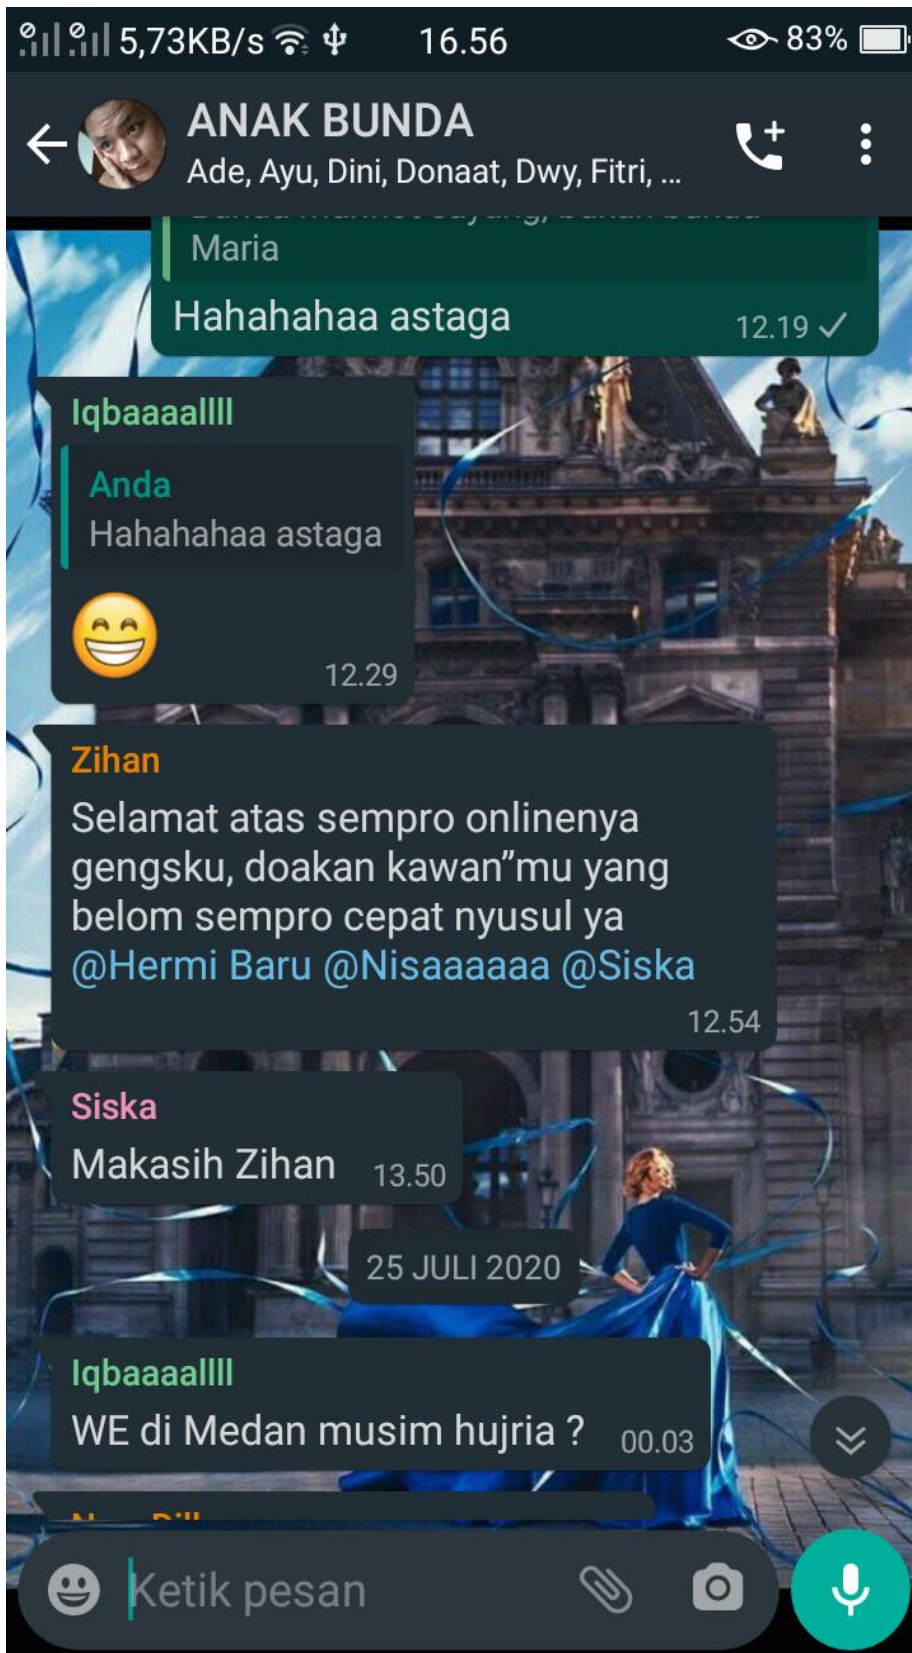 5,73KB/s 16.56 83%
ANAK BUNDA
Ade, Ayu, Dini, Donaat, Dwy, Fitri, ...
Maria
Hahahahaa astaga
12.19
Iqbaaaallll
Anda
Hahahahaa astaga
12.29
Zihan
Selamat atas sempro onlinenya
gengsku, doakan kawan”mu yang
belom sempro cepat nyusul ya
@Hermi Baru @Nisaaaaaa @Siska
12.54
Siska
Makasih Zihan 13.50
25 JULI 2020
Iqbaaaallll
WE di Medan musim hujria ? 00.03
Ketik pesan